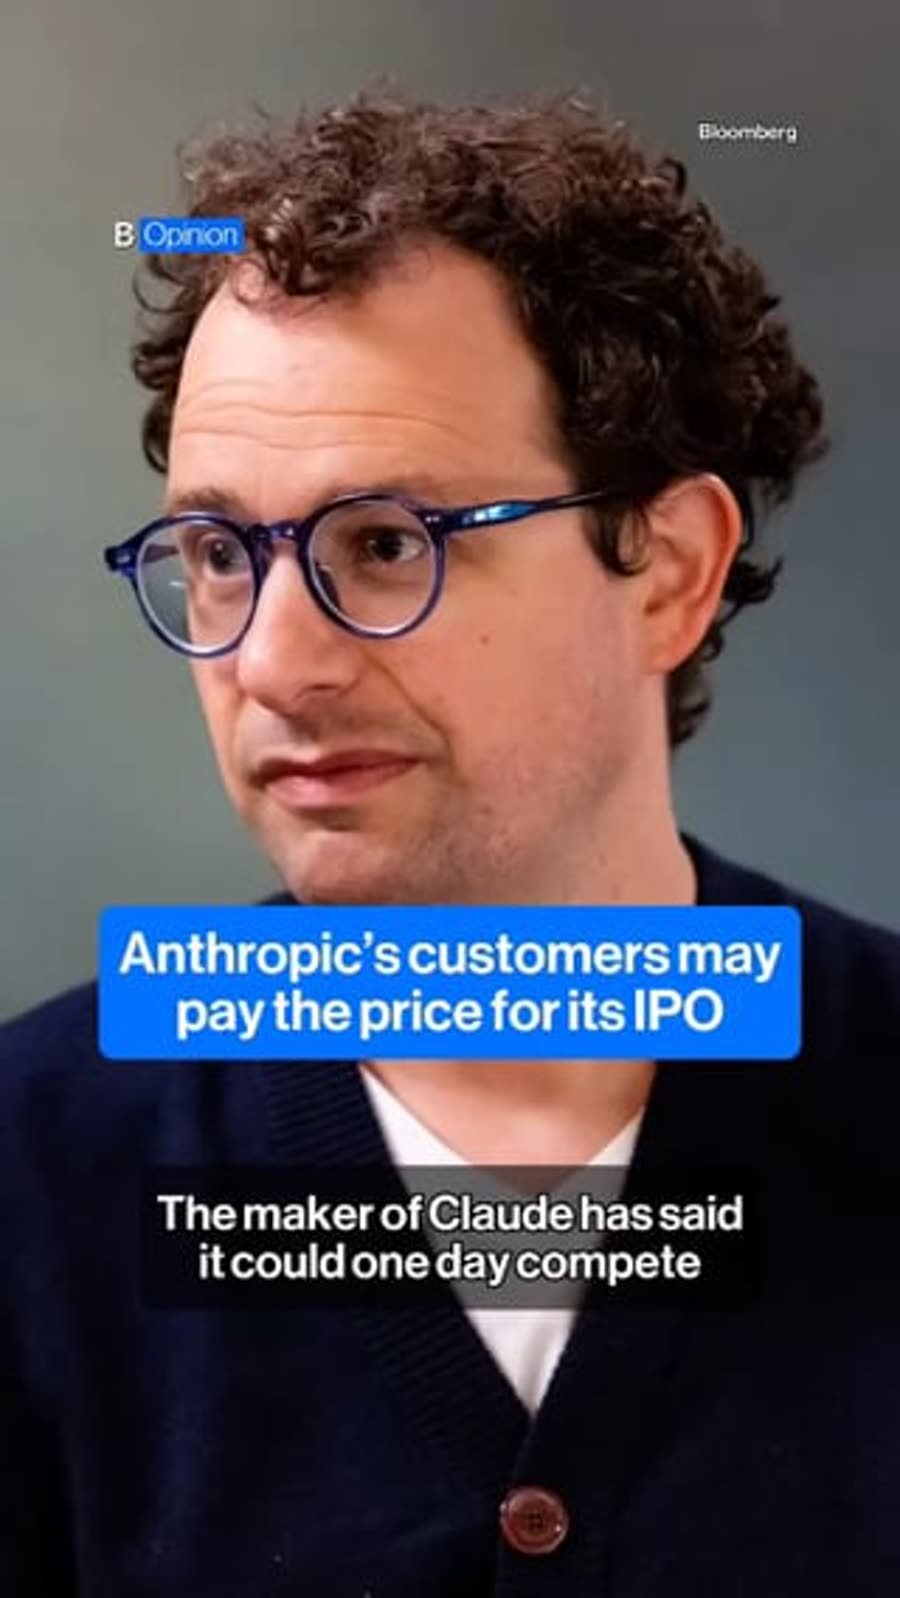 Bloomberg
B Opinion
Anthropic's customers may
pay the price for its IPO
The maker of Claude has said
it could one day compete